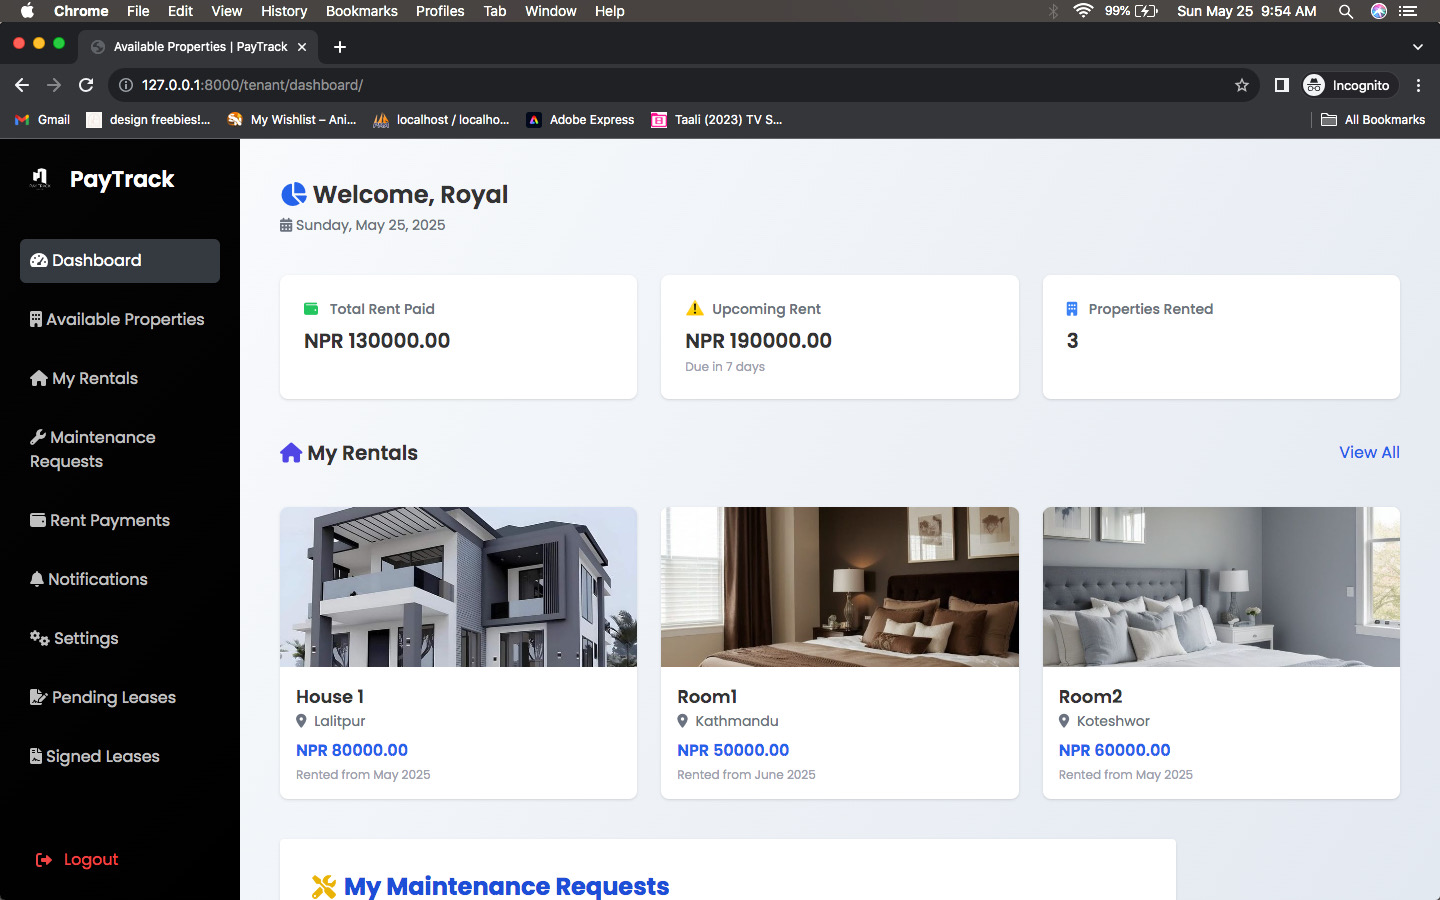 Chrome File Edit View History Bookmarks Profiles Tab Window Help 99% Sun May 25 9:54 AM
Available Properties | PayTrack
127.0.0.1:8000/tenant/dashboard/ Incognito
Gmail design freebies!... My Wishlist – Ani... localhost / localho... Adobe Express Taali (2023) TV S... All Bookmarks
PayTrack
Dashboard
Available Properties
My Rentals
Maintenance
Requests
Rent Payments
Notifications
Settings
Pending Leases
Signed Leases
Logout
Welcome, Royal
Sunday, May 25, 2025
Total Rent Paid
NPR 130000.00
Upcoming Rent
NPR 190000.00
Due in 7 days
Properties Rented
3
My Rentals
View All
House 1
Lalitpur
NPR 80000.00
Rented from May 2025
Room1
Kathmandu
NPR 50000.00
Rented from June 2025
Room2
Koteshwor
NPR 60000.00
Rented from May 2025
My Maintenance Requests